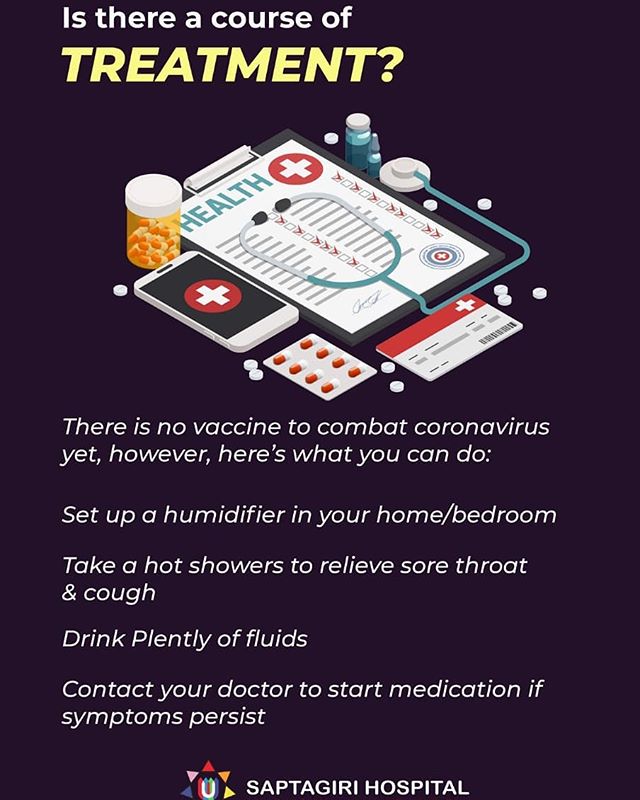 Is there a course of
TREATMENT?
HEALTH
There is no vaccine to combat coronavirus
yet, however, here's what you can do:
Set up a humidifier in your home/bedroom
Take a hot showers to relieve sore throat
& cough
Drink Plently of fluids
Contact your doctor to start medication if
symptoms persist
SAPTAGIRI HOSPITAL